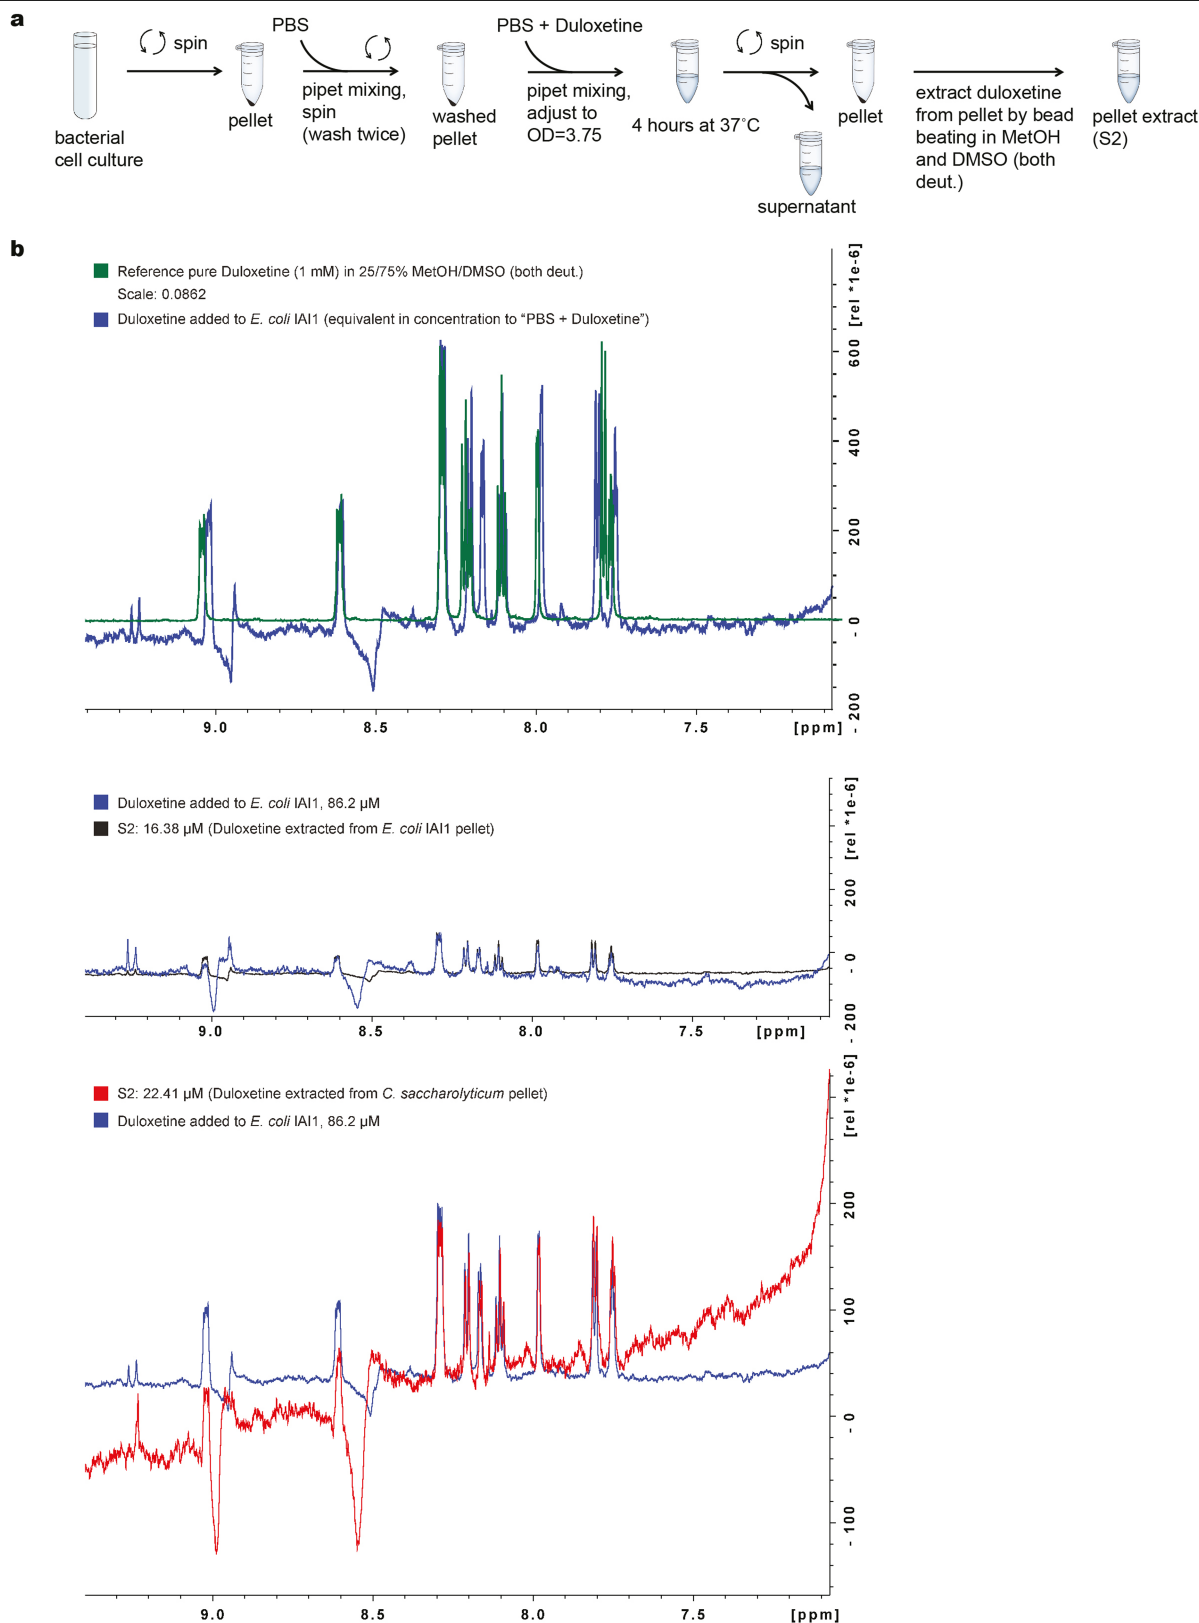 a
spin
PBS
PBS + Duloxetine
spin
bacterial
cell culture
pellet
pipet mixing,
spin
(wash twice)
washed
pellet
pipet mixing,
adjust to
OD=3.75
4 hours at 37˚C
supernatant
pellet
extract duloxetine
from pellet by bead
beating in MetOH
and DMSO (both
deut.)
pellet extract
(S2)
b
Reference pure Duloxetine (1 mM) in 25/75% MetOH/DMSO (both deut.)
Scale: 0.0862
Duloxetine added to E. coli IAI1 (equivalent in concentration to “PBS + Duloxetine”)
[rel *1e-6]
600
400
200
- 0
- 200
9.0
8.5
8.0
7.5
[ppm]
Duloxetine added to E. coli IAI1, 86.2 µM
S2: 16.38 µM (Duloxetine extracted from E. coli IAI1 pellet)
[rel *1e-6]
200
- 0
- 200
9.0
8.5
8.0
7.5
[ppm]
S2: 22.41 µM (Duloxetine extracted from C. saccharolyticum pellet)
Duloxetine added to E. coli IAI1, 86.2 µM
[rel *1e-6]
200
100
- 0
- 100
9.0
8.5
8.0
7.5
[ppm]